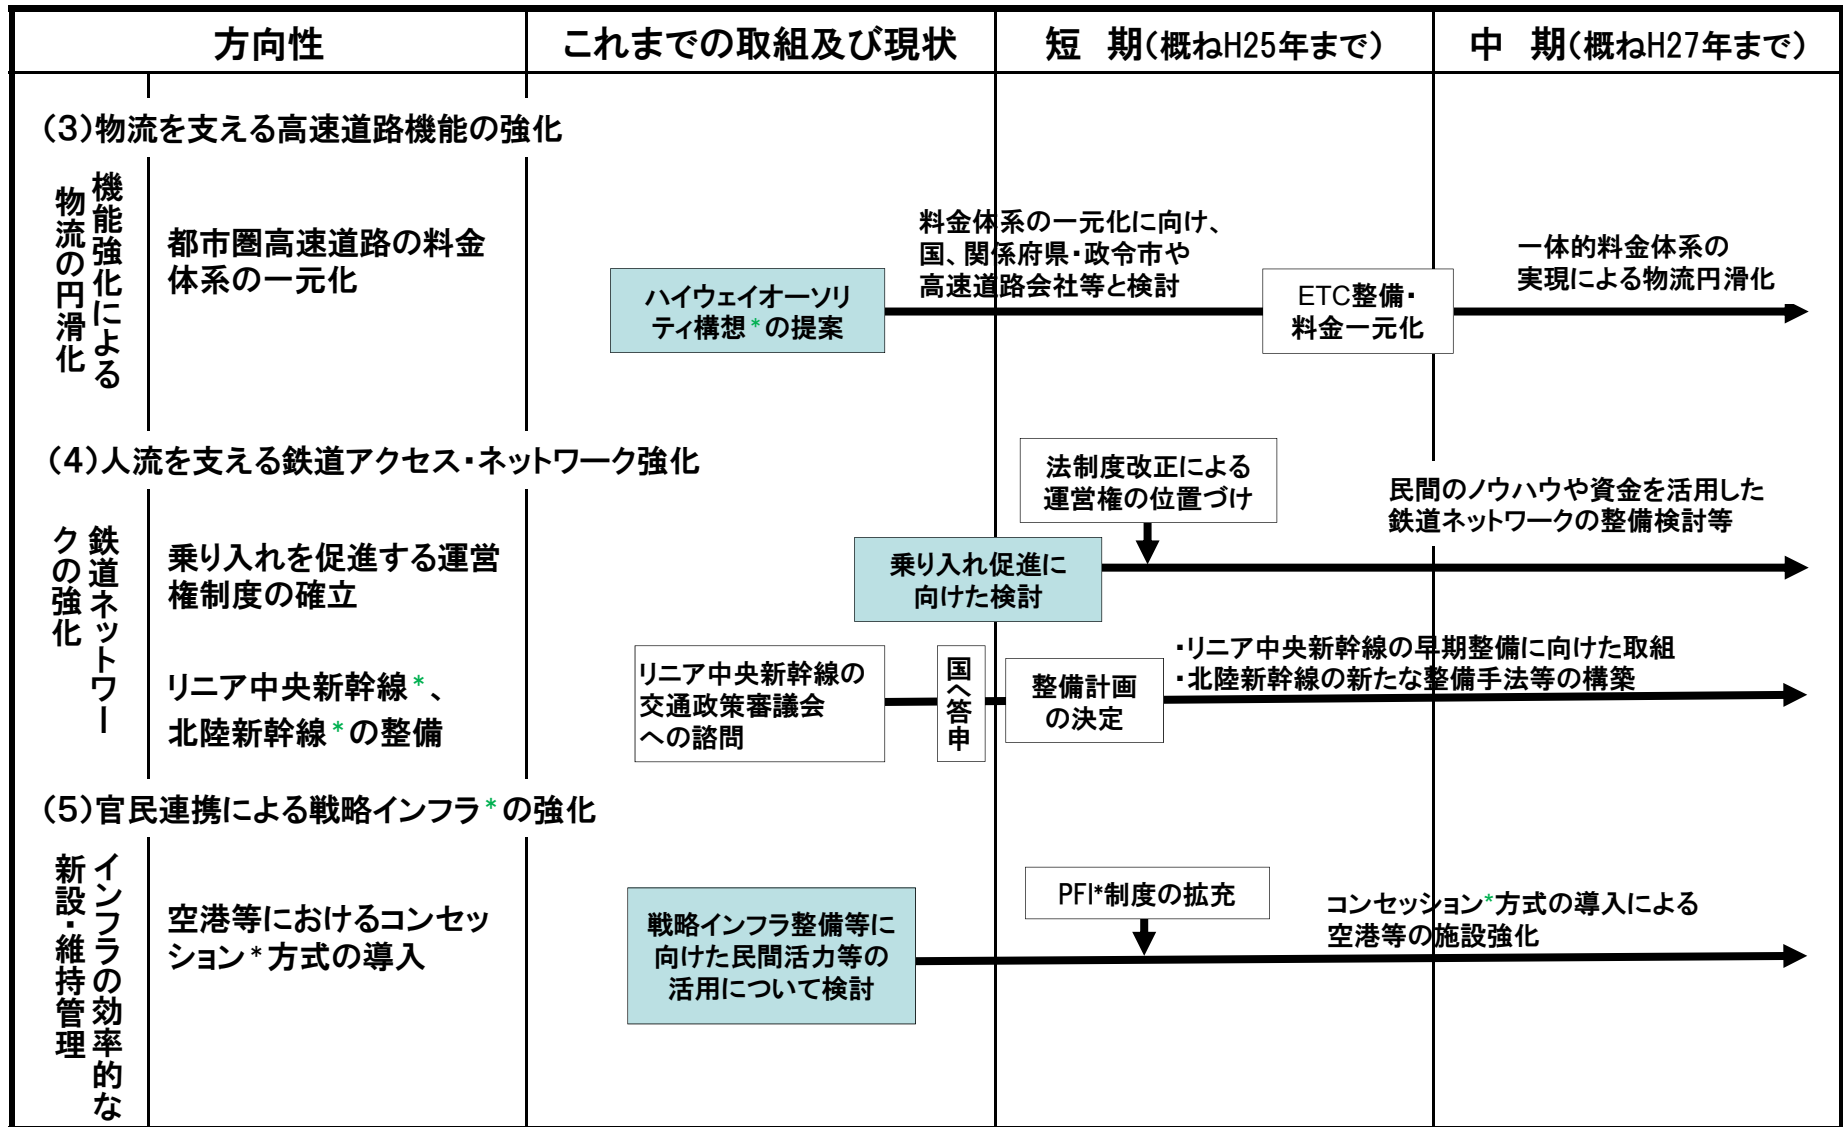 方向性
これまでの取組及び現状
短　期(概ねH25年まで)
中　期(概ねH27年まで)
(3)物流を支える高速道路機能の強化
機能強化による
物流の円滑化
都市圏高速道路の料金
体系の一元化
ハイウェイオーソリ
ティ構想*の提案
料金体系の一元化に向け、
国、関係府県・政令市や
高速道路会社等と検討
ETC整備・
料金一元化
一体的料金体系の
実現による物流円滑化
(4)人流を支える鉄道アクセス・ネットワーク強化
鉄道ネットワー
クの強化
乗り入れを促進する運営
権制度の確立
乗り入れ促進に
向けた検討
法制度改正による
運営権の位置づけ
民間のノウハウや資金を活用した
鉄道ネットワークの整備検討等
リニア中央新幹線*、
北陸新幹線*の整備
リニア中央新幹線の
交通政策審議会
への諮問
国へ答申
整備計画
の決定
・リニア中央新幹線の早期整備に向けた取組
・北陸新幹線の新たな整備手法等の構築
(5)官民連携による戦略インフラ*の強化
インフラの効率的な
新設・維持管理
空港等におけるコンセッ
ション*方式の導入
戦略インフラ整備等に
向けた民間活力等の
活用について検討
PFI*制度の拡充
コンセッション*方式の導入による
空港等の施設強化